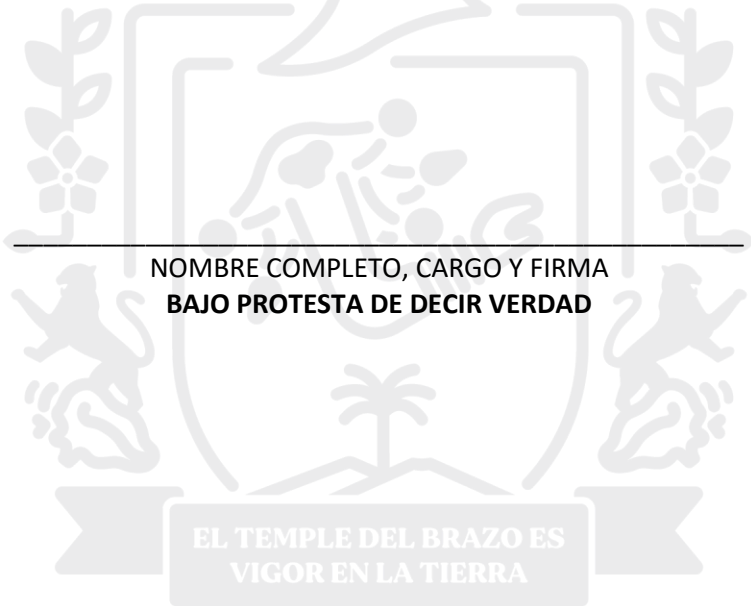 NOMBRE COMPLETO, CARGO Y FIRMA
BAJO PROTESTA DE DECIR VERDAD
EL TEMPLE DEL BRAZO ES
VIGOR EN LA TIERRA